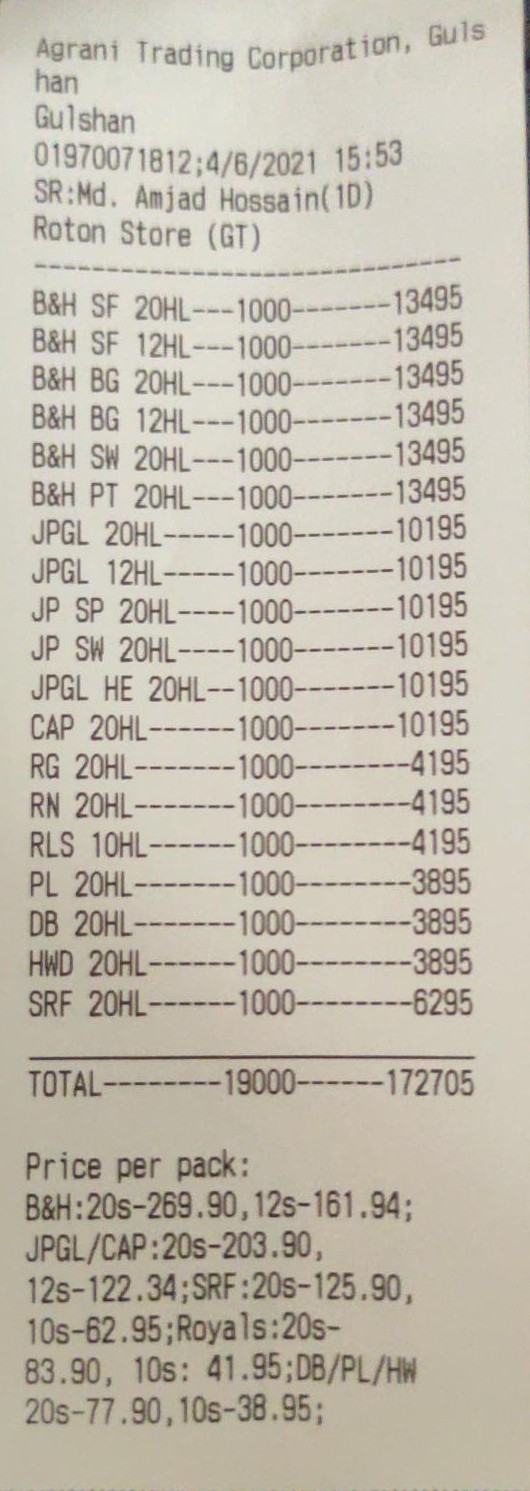 Agrani Trading Corporation, Guls
han
Gulshan
01970071812;4/6/2021 15:53
SR:Md. Amjad Hossain(1D)
Roton Store (GT)
------------------------------------
B&H SF 20HL---1000-------13495
B&H SF 12HL---1000-------13495
B&H BG 20HL---1000-------13495
B&H BG 12HL---1000-------13495
B&H SW 20HL---1000-------13495
B&H PT 20HL---1000-------13495
JPGL 20HL-----1000-------10195
JPGL 12HL-----1000-------10195
JP SP 20HL----1000-------10195
JP SW 20HL----1000-------10195
JPGL HE 20HL--1000-------10195
CAP 20HL------1000-------10195
RG 20HL-------1000--------4195
RN 20HL-------1000--------4195
RLS 10HL------1000--------4195
PL 20HL-------1000--------3895
DB 20HL-------1000--------3895
HWD 20HL------1000--------3895
SRF 20HL------1000--------6295
TOTAL--------19000------172705
Price per pack:
B&H:20s-269.90,12s-161.94;
JPGL/CAP:20s-203.90,
12s-122.34;SRF:20s-125.90,
10s-62.95;Royals:20s-
83.90, 10s: 41.95;DB/PL/HW
20s-77.90,10s-38.95;